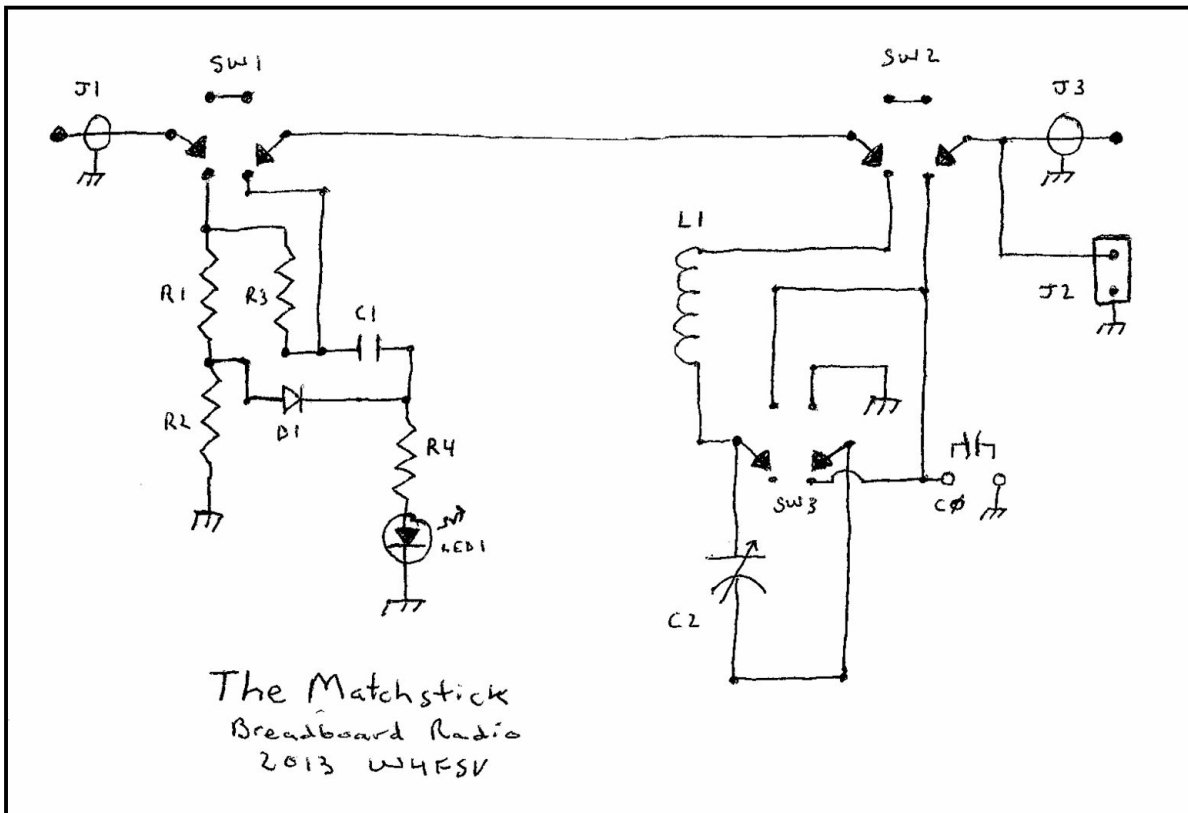 SW1
SW2
J1
J3
L1
R1
R3
C1
J2
R2
D1
R4
SW3
CØ
LED1
C2
The Matchstick
Breadboard Radio
2013 W4FSV